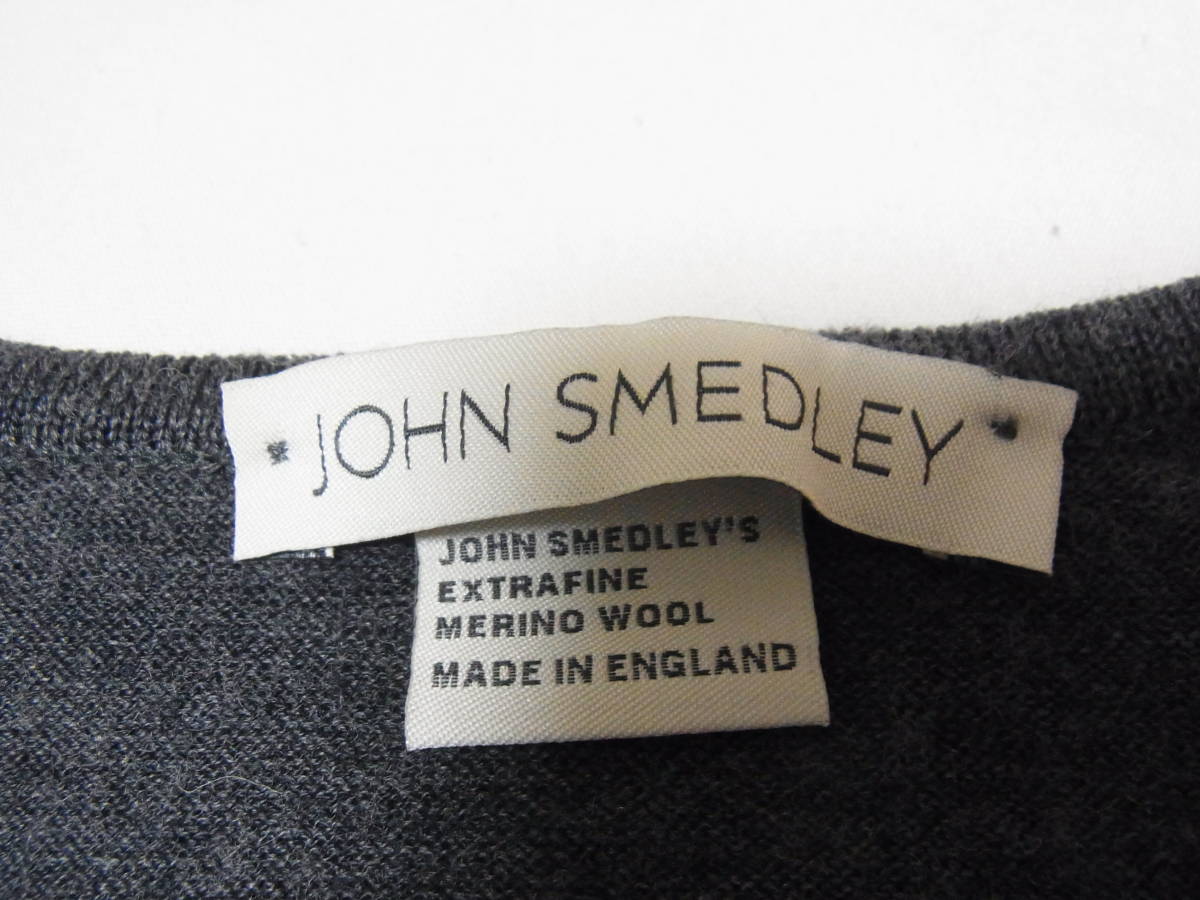 JOHN SMEDLEY
JOHN SMEDLEY'S
EXTRAFINE
MERINO WOOL
MADE IN ENGLAND